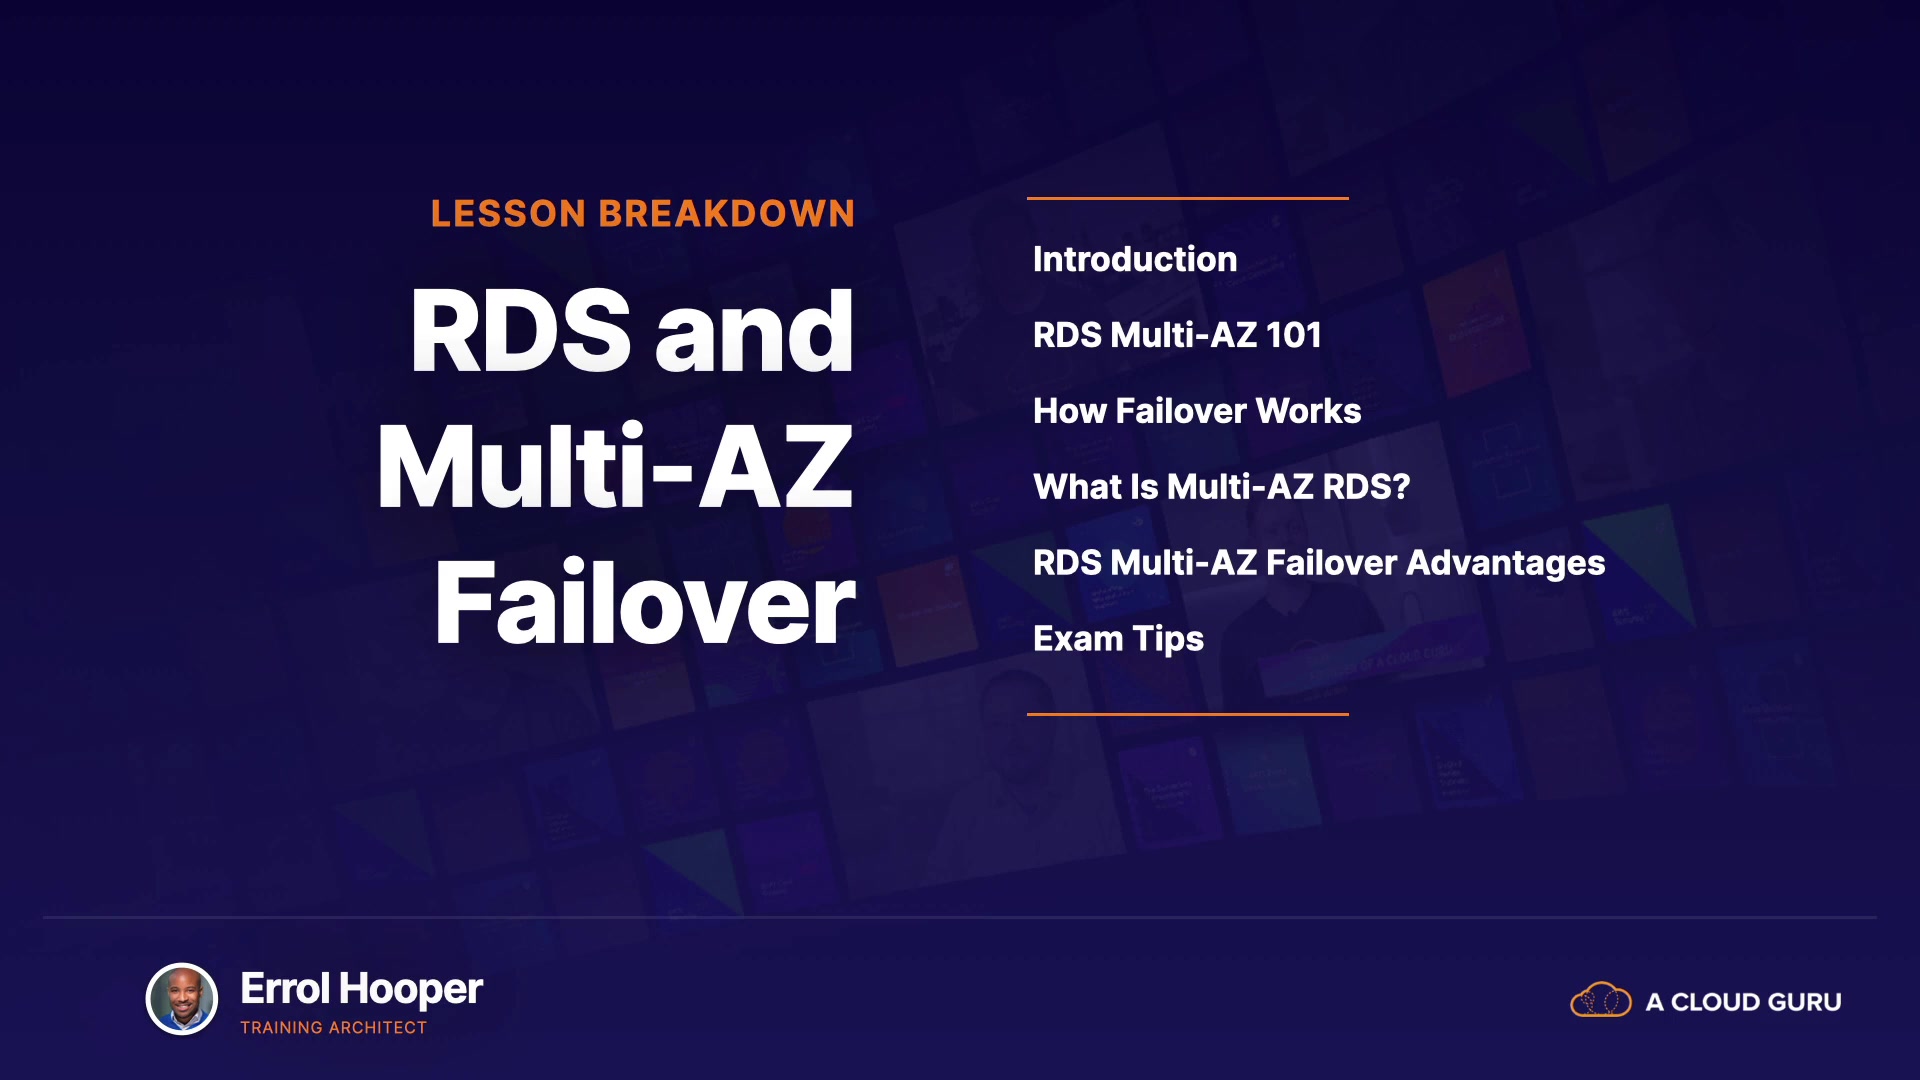 LESSON BREAKDOWN
RDS and
Multi-AZ
Failover
Introduction
RDS Multi-AZ 101
How Failover Works
What Is Multi-AZ RDS?
RDS Multi-AZ Failover Advantages
Exam Tips
Errol Hooper
TRAINING ARCHITECT
A CLOUD GURU